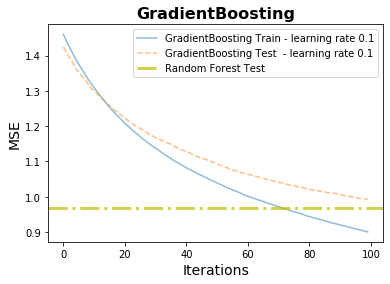 GradientBoosting
GradientBoosting Train - learning rate 0.1
GradientBoosting Test - learning rate 0.1
Random Forest Test
MSE
1.4
1.3
1.2
1.1
1.0
0.9
0 20 40 60 80 100
Iterations